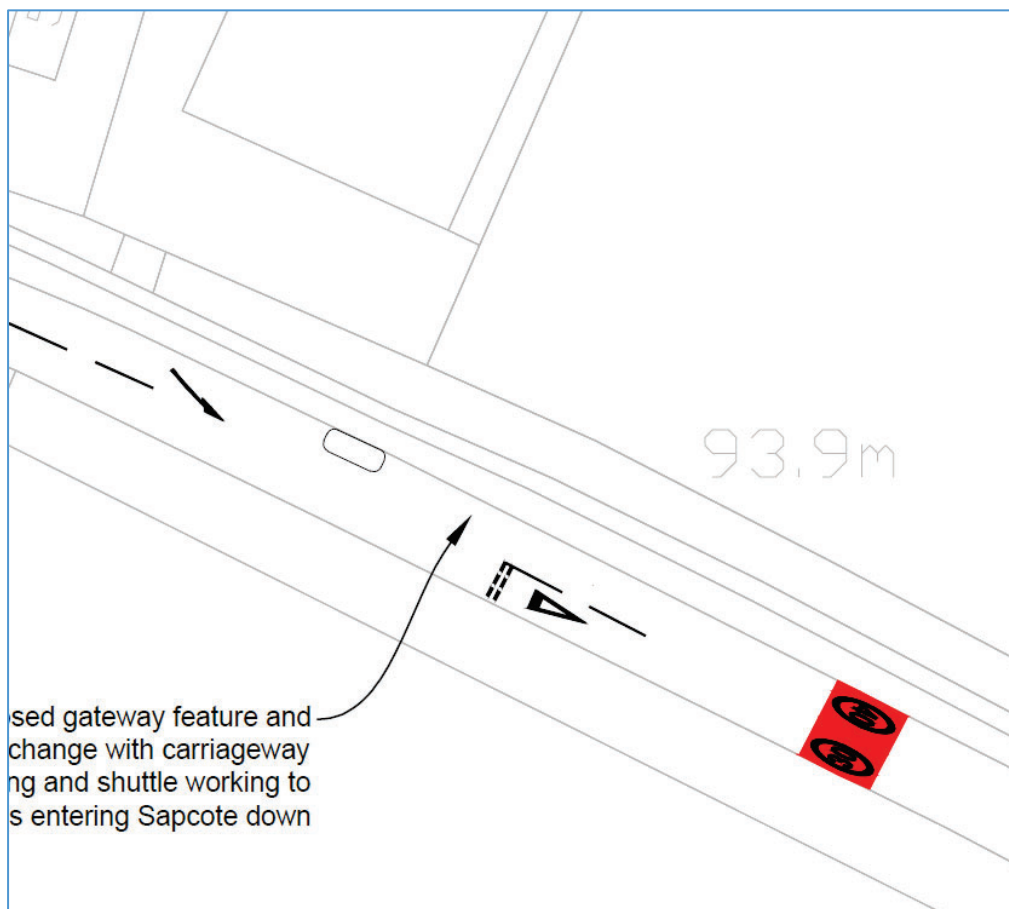 93.9m
osed gateway feature and
change with carriageway
ng and shuttle working to
s entering Sapcote down